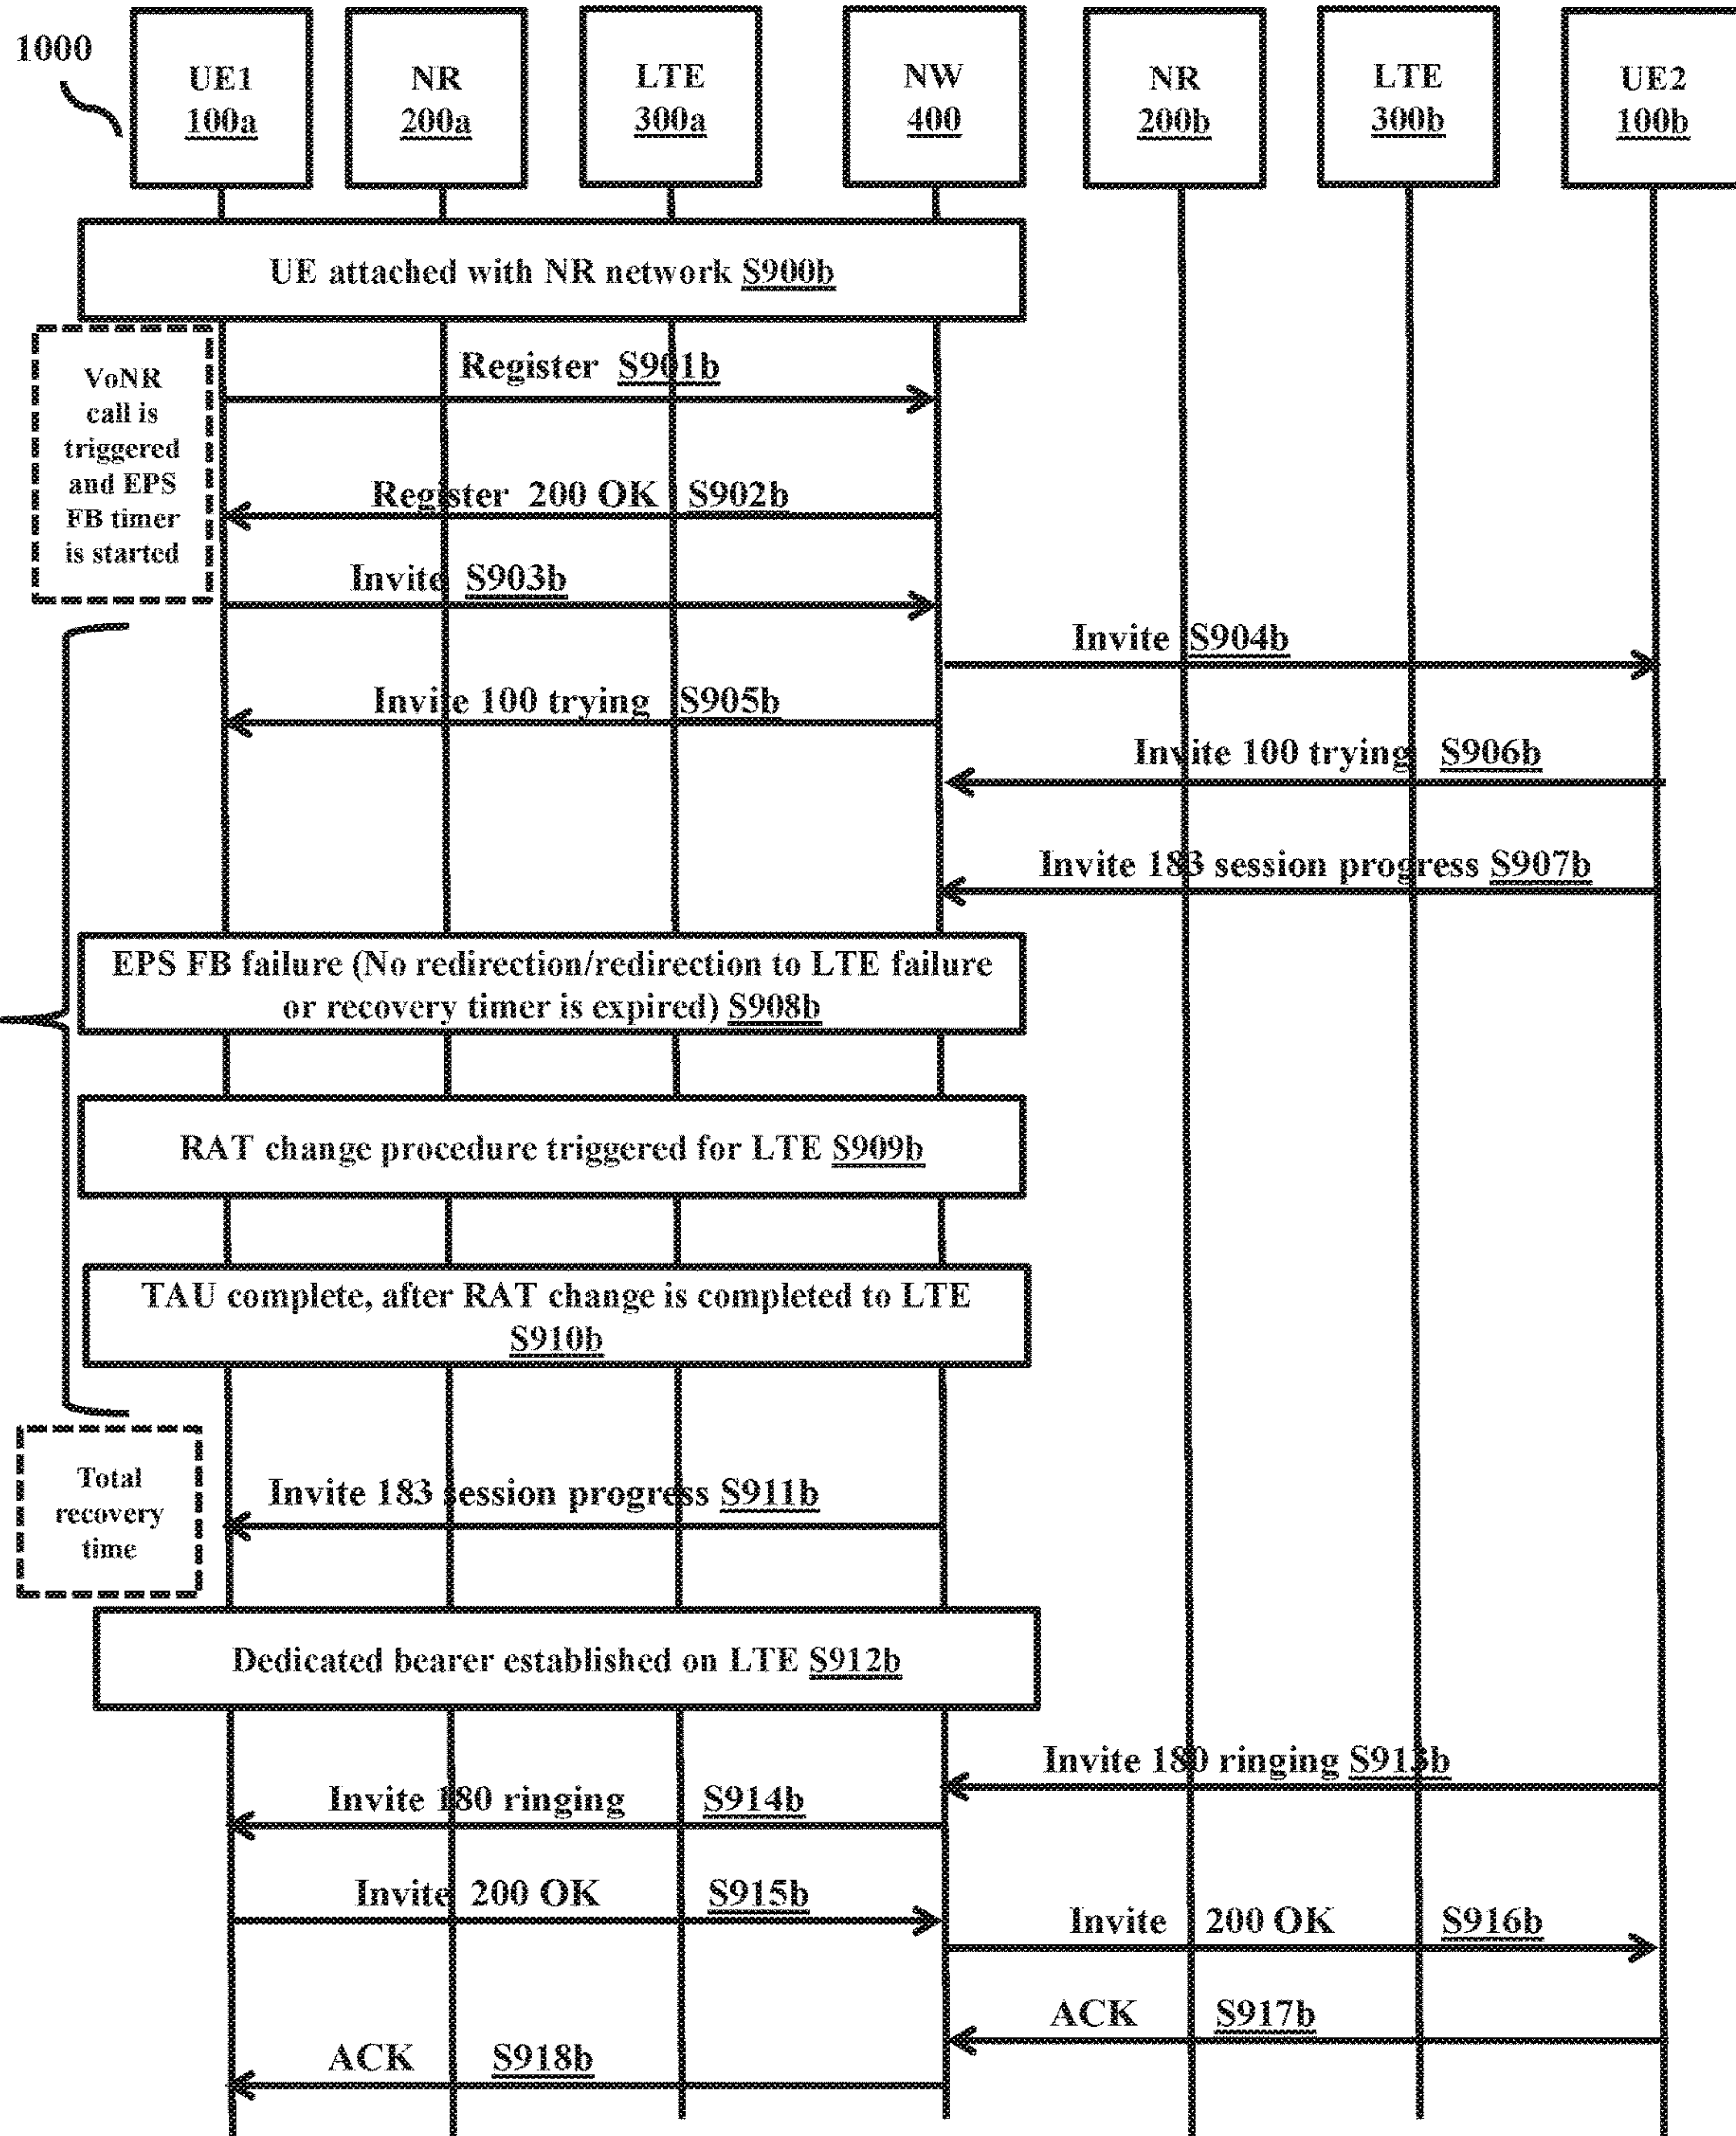 1000
UE1
100a
NR
200a
LTE
300a
NW
400
NR
200b
LTE
300b
UE2
100b
UE attached with NR network S900b
VoNR
call is
triggered
and EPS
FB timer
is started
Register S901b
Register 200 OK S902b
Invite S903b
Invite S904b
Invite 100 trying S905b
Invite 100 trying S906b
Invite 183 session progress S907b
EPS FB failure (No redirection/redirection to LTE failure
or recovery timer is expired) S908b
RAT change procedure triggered for LTE S909b
TAU complete, after RAT change is completed to LTE
S910b
Total
recovery
time
Invite 183 session progress S911b
Dedicated bearer established on LTE S912b
Invite 180 ringing S913b
Invite 180 ringing S914b
Invite 200 OK S915b
Invite 200 OK S916b
ACK S917b
ACK S918b